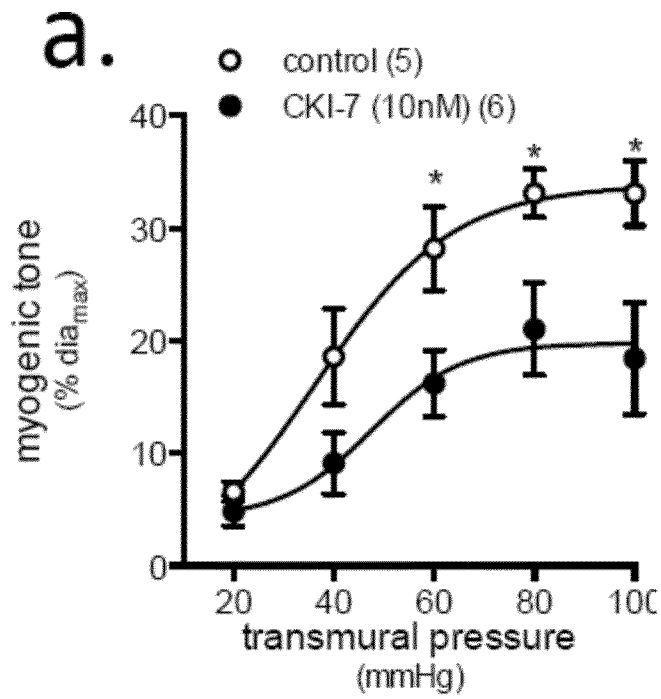 a.
control (5)
CKI-7 (10nM) (6)
40
30
20
10
0
myogenic tone
(% dia max)
* * *
20 40 60 80 100
transmural pressure
(mmHg)